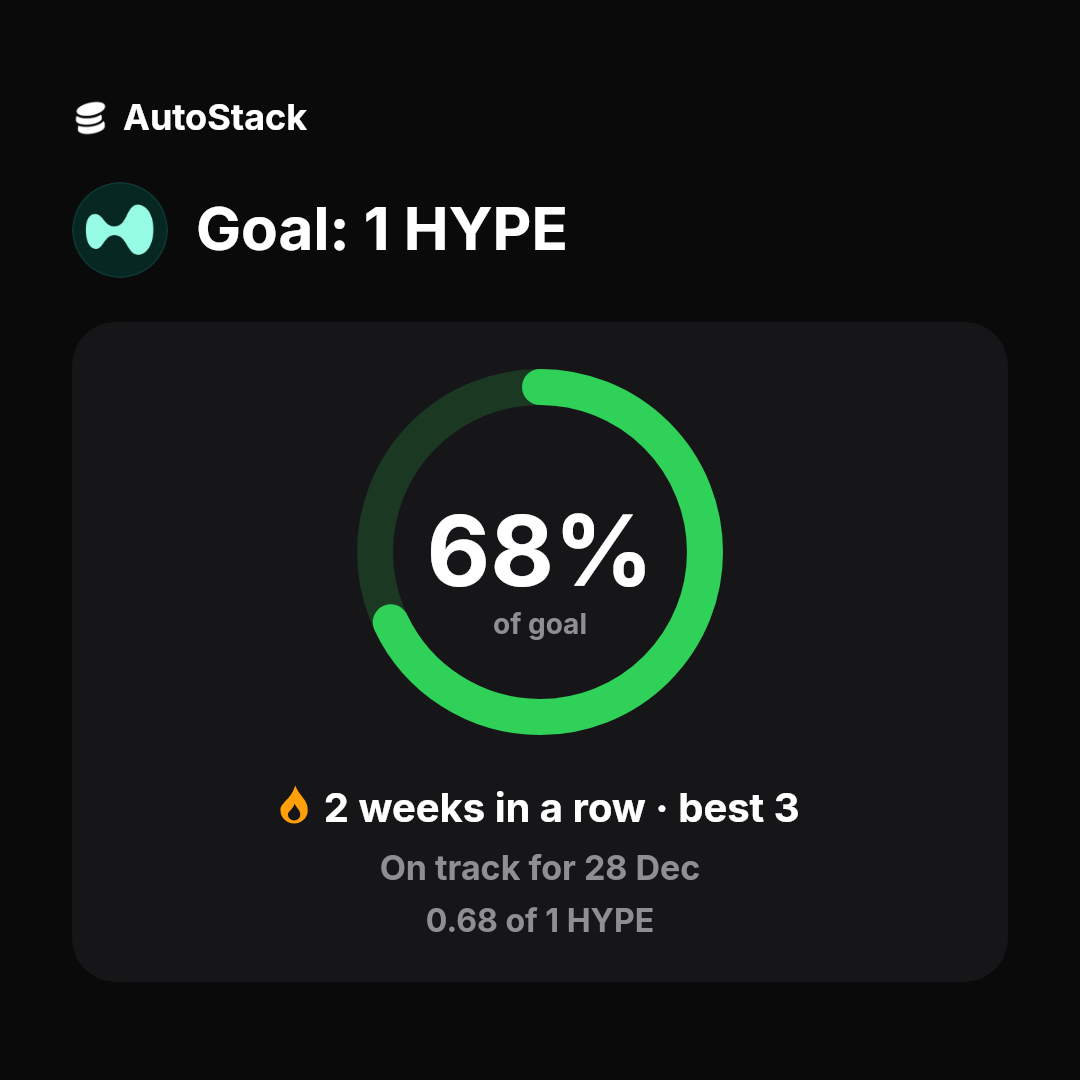 AutoStack
Goal: 1 HYPE
68%
of goal
2 weeks in a row · best 3
On track for 28 Dec
0.68 of 1 HYPE